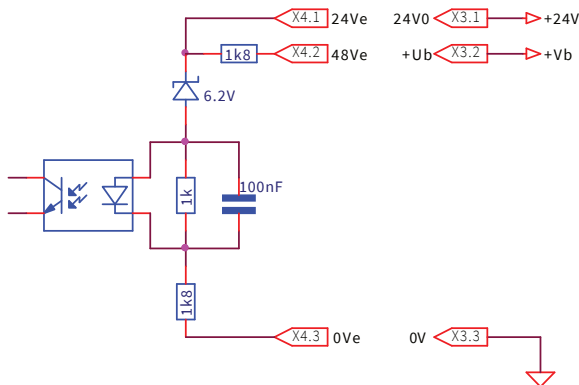 X4.1 24Ve 24V0 X3.1 +24V
1k8 X4.2 48Ve +Ub X3.2 +Vb
6.2V
1k 100nF
1k8
X4.3 0Ve 0V X3.3